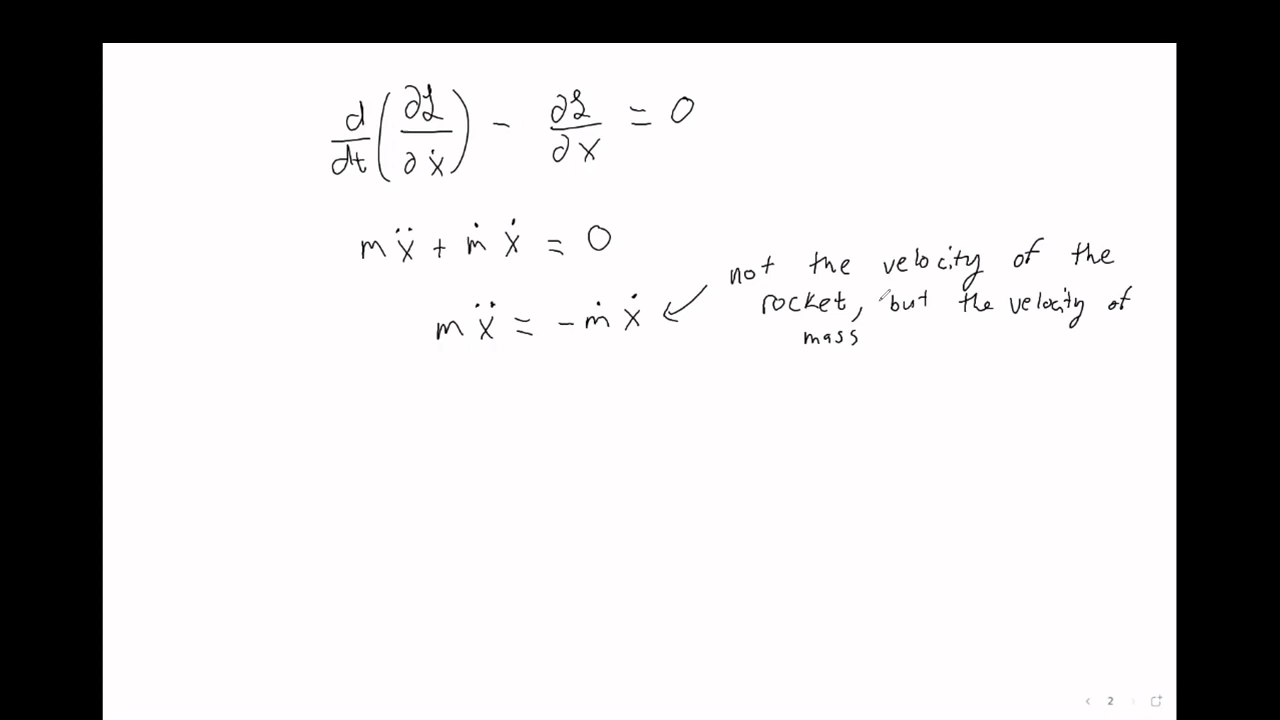 d/dt (∂ℒ/∂ẋ) - ∂ℒ/∂x = 0
mẍ + ṁẋ = 0
mẍ = -ṁẋ ← not the velocity of the
rocket, but the velocity of
mass
2